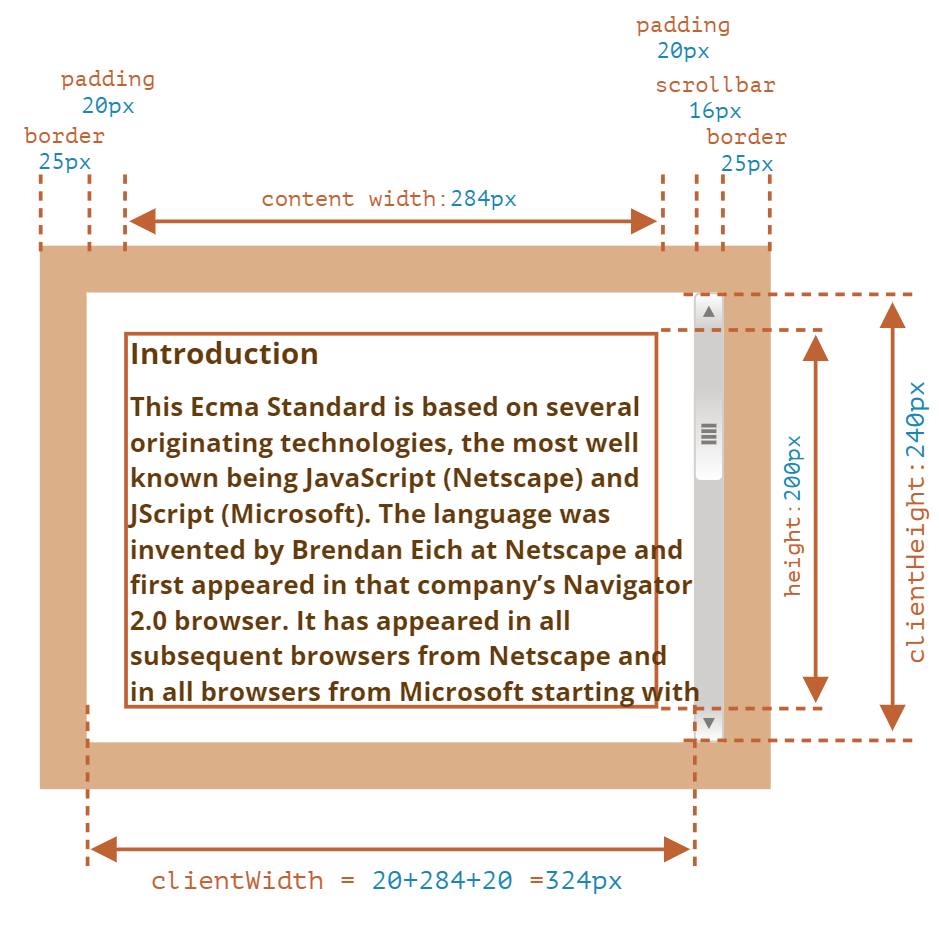 padding
20px
scrollbar
16px
border
25px
padding
20px
border
25px
content width:284px
Introduction
This Ecma Standard is based on several
originating technologies, the most well
known being JavaScript (Netscape) and
JScript (Microsoft). The language was
invented by Brendan Eich at Netscape and
first appeared in that company’s Navigator
2.0 browser. It has appeared in all
subsequent browsers from Netscape and
in all browsers from Microsoft starting with
height:200px
clientHeight:240px
clientWidth = 20+284+20 =324px